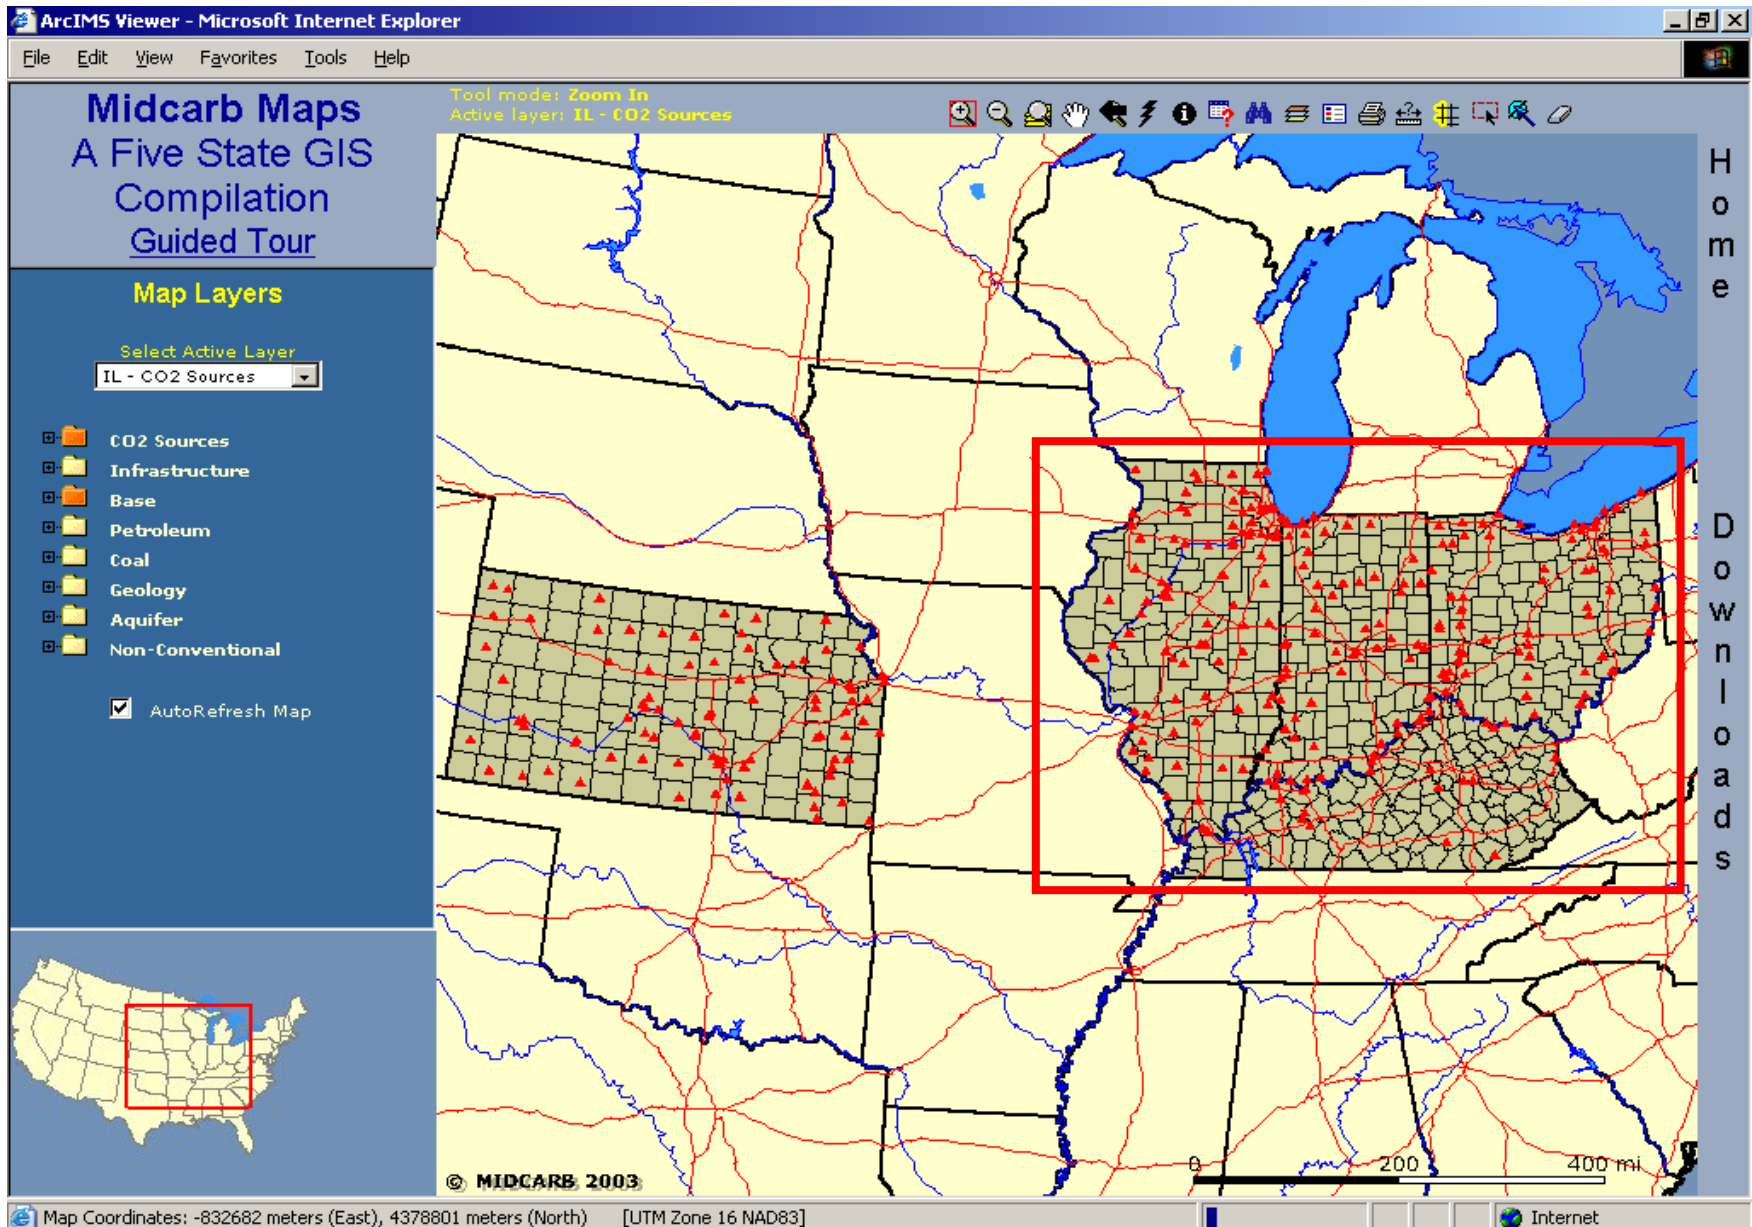 ArcIMS Viewer - Microsoft Internet Explorer
File Edit View Favorites Tools Help
Midcarb Maps
A Five State GIS
Compilation
Guided Tour
Tool mode: Zoom In
Active layer: IL - CO2 Sources
Map Layers
Select Active Layer
IL - CO2 Sources
CO2 Sources
Infrastructure
Base
Petroleum
Coal
Geology
Aquifer
Non-Conventional
AutoRefresh Map
Home
Downloads
0 200 400 mi
© MIDCARB 2003
Map Coordinates: -832682 meters (East), 4378801 meters (North) [UTM Zone 16 NAD83] Internet